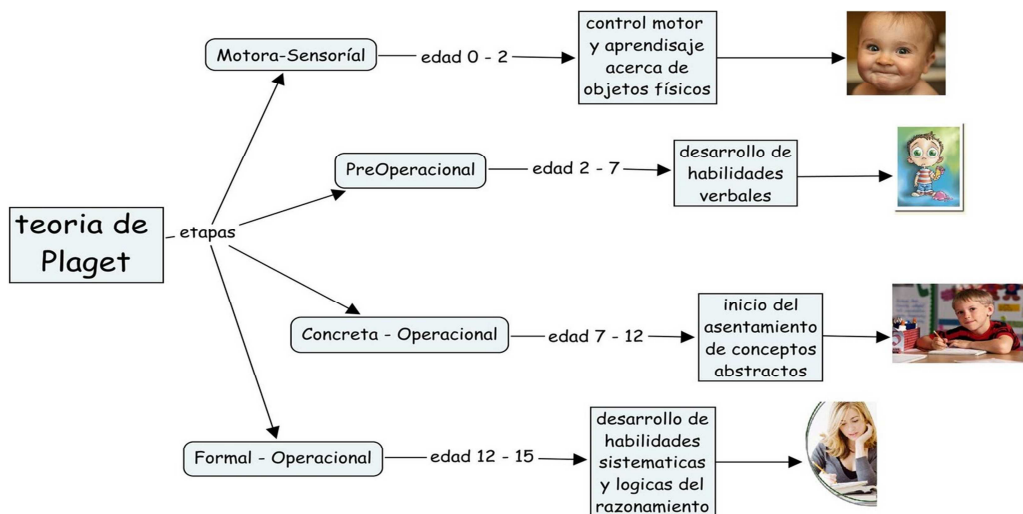 teoria de
Plaget
etapas
Motora-Sensoríal
edad 0 - 2
control motor
y aprendisaje
acerca de
objetos físicos
PreOperacional
edad 2 - 7
desarrollo de
habilidades
verbales
Concreta - Operacional
edad 7 - 12
inicio del
asentamiento
de conceptos
abstractos
Formal - Operacional
edad 12 - 15
desarrollo de
habilidades
sistematicas
y logicas del
razonamiento